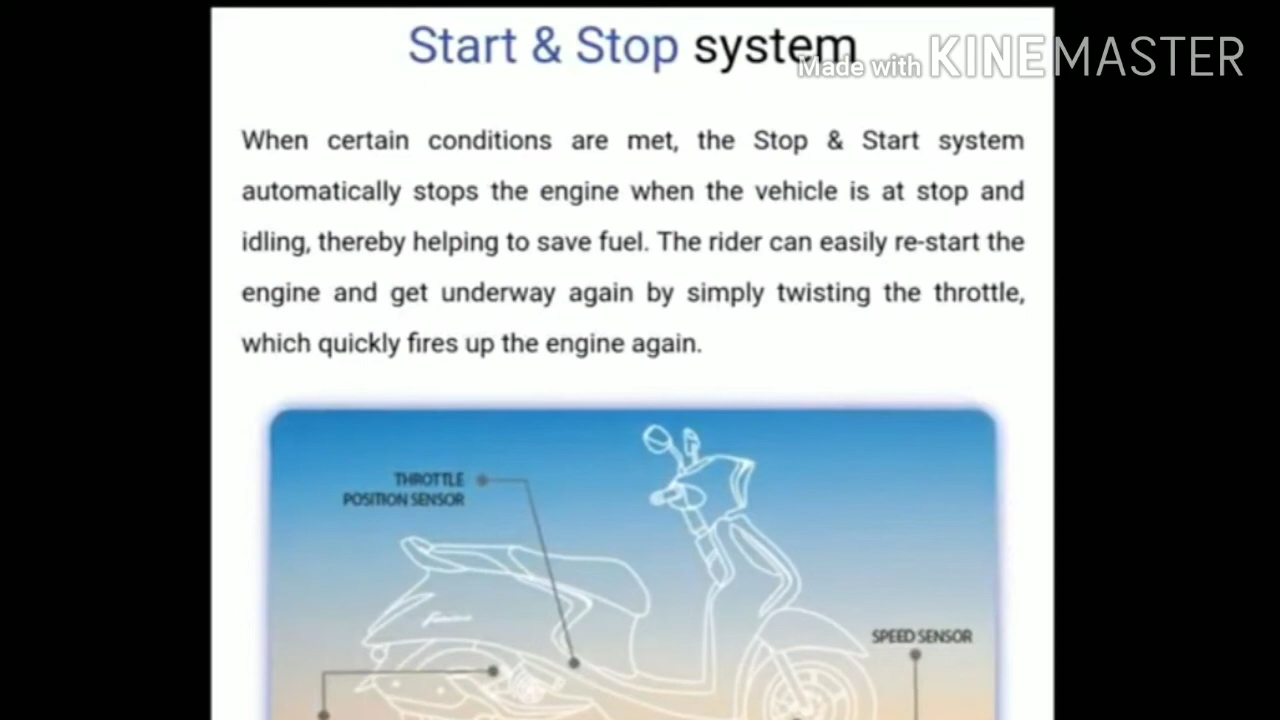 Start & Stop system
Made with KINEMASTER
When certain conditions are met, the Stop & Start system
automatically stops the engine when the vehicle is at stop and
idling, thereby helping to save fuel. The rider can easily re-start the
engine and get underway again by simply twisting the throttle,
which quickly fires up the engine again.
THROTTLE
POSITION SENSOR
SPEED SENSOR